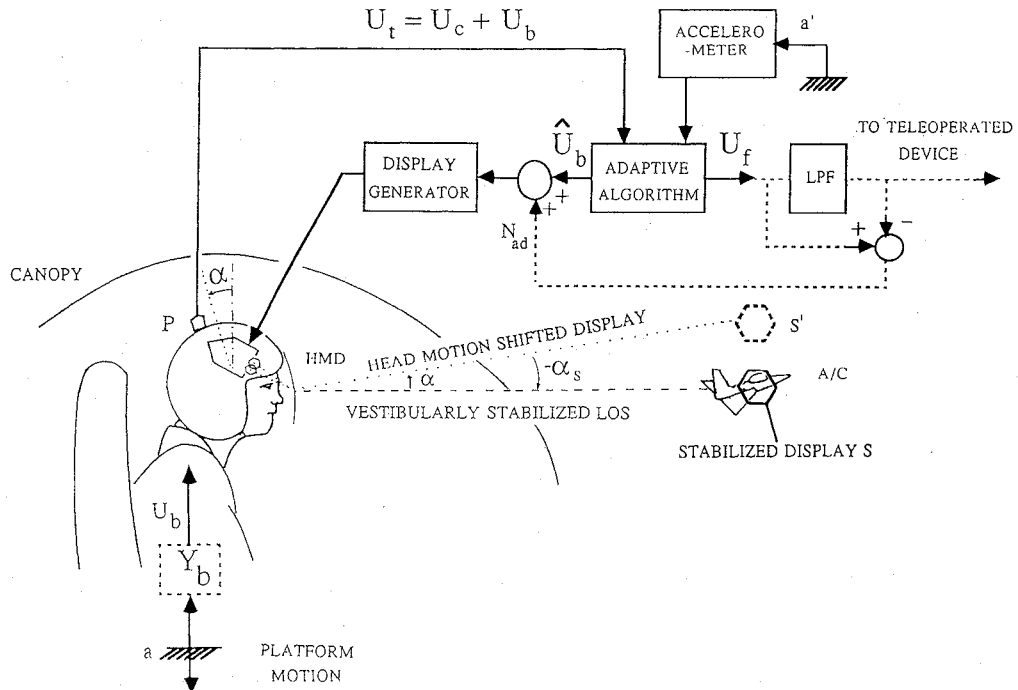 U_t = U_c + U_b
a'
ACCELERO
-METER
TO TELEOPERATED
DEVICE
Û_b
U_f
DISPLAY
GENERATOR
ADAPTIVE
ALGORITHM
LPF
+
+
N_ad
+
-
CANOPY
α
P
HMD
HEAD MOTION SHIFTED DISPLAY
S'
α
-α_s
A/C
VESTIBULARLY STABILIZED LOS
STABILIZED DISPLAY S
U_b
Y_b
a
PLATFORM
MOTION